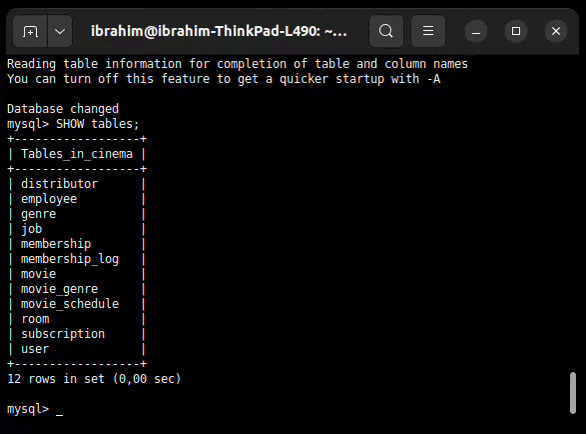 ibrahim@ibrahim-ThinkPad-L490: ~...
Reading table information for completion of table and column names
You can turn off this feature to get a quicker startup with -A

Database changed
mysql> SHOW tables;
+------------------+
| Tables_in_cinema |
+------------------+
| distributor      |
| employee         |
| genre            |
| job              |
| membership       |
| membership_log   |
| movie            |
| movie_genre      |
| movie_schedule   |
| room             |
| subscription     |
| user             |
+------------------+
12 rows in set (0,00 sec)

mysql> _